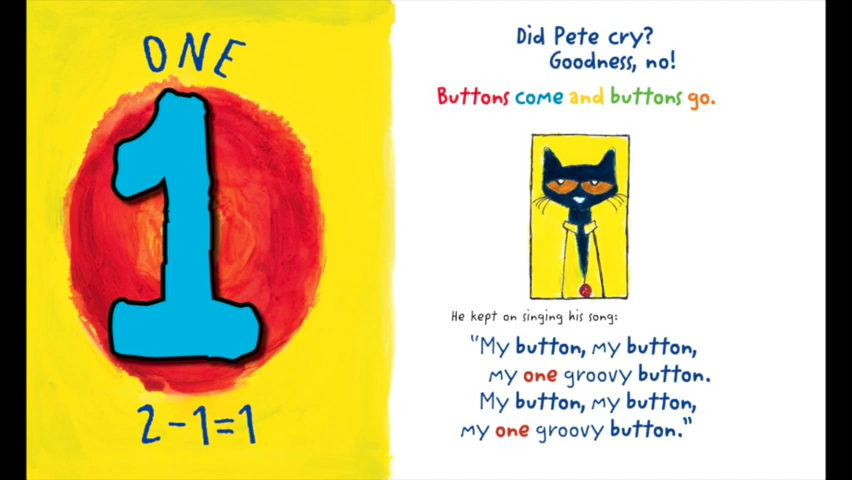 ONE
1
2-1=1
Did Pete cry?
Goodness, no!
Buttons come and buttons go.
He kept on singing his song:
"My button, my button,
my one groovy button.
My button, my button,
my one groovy button."